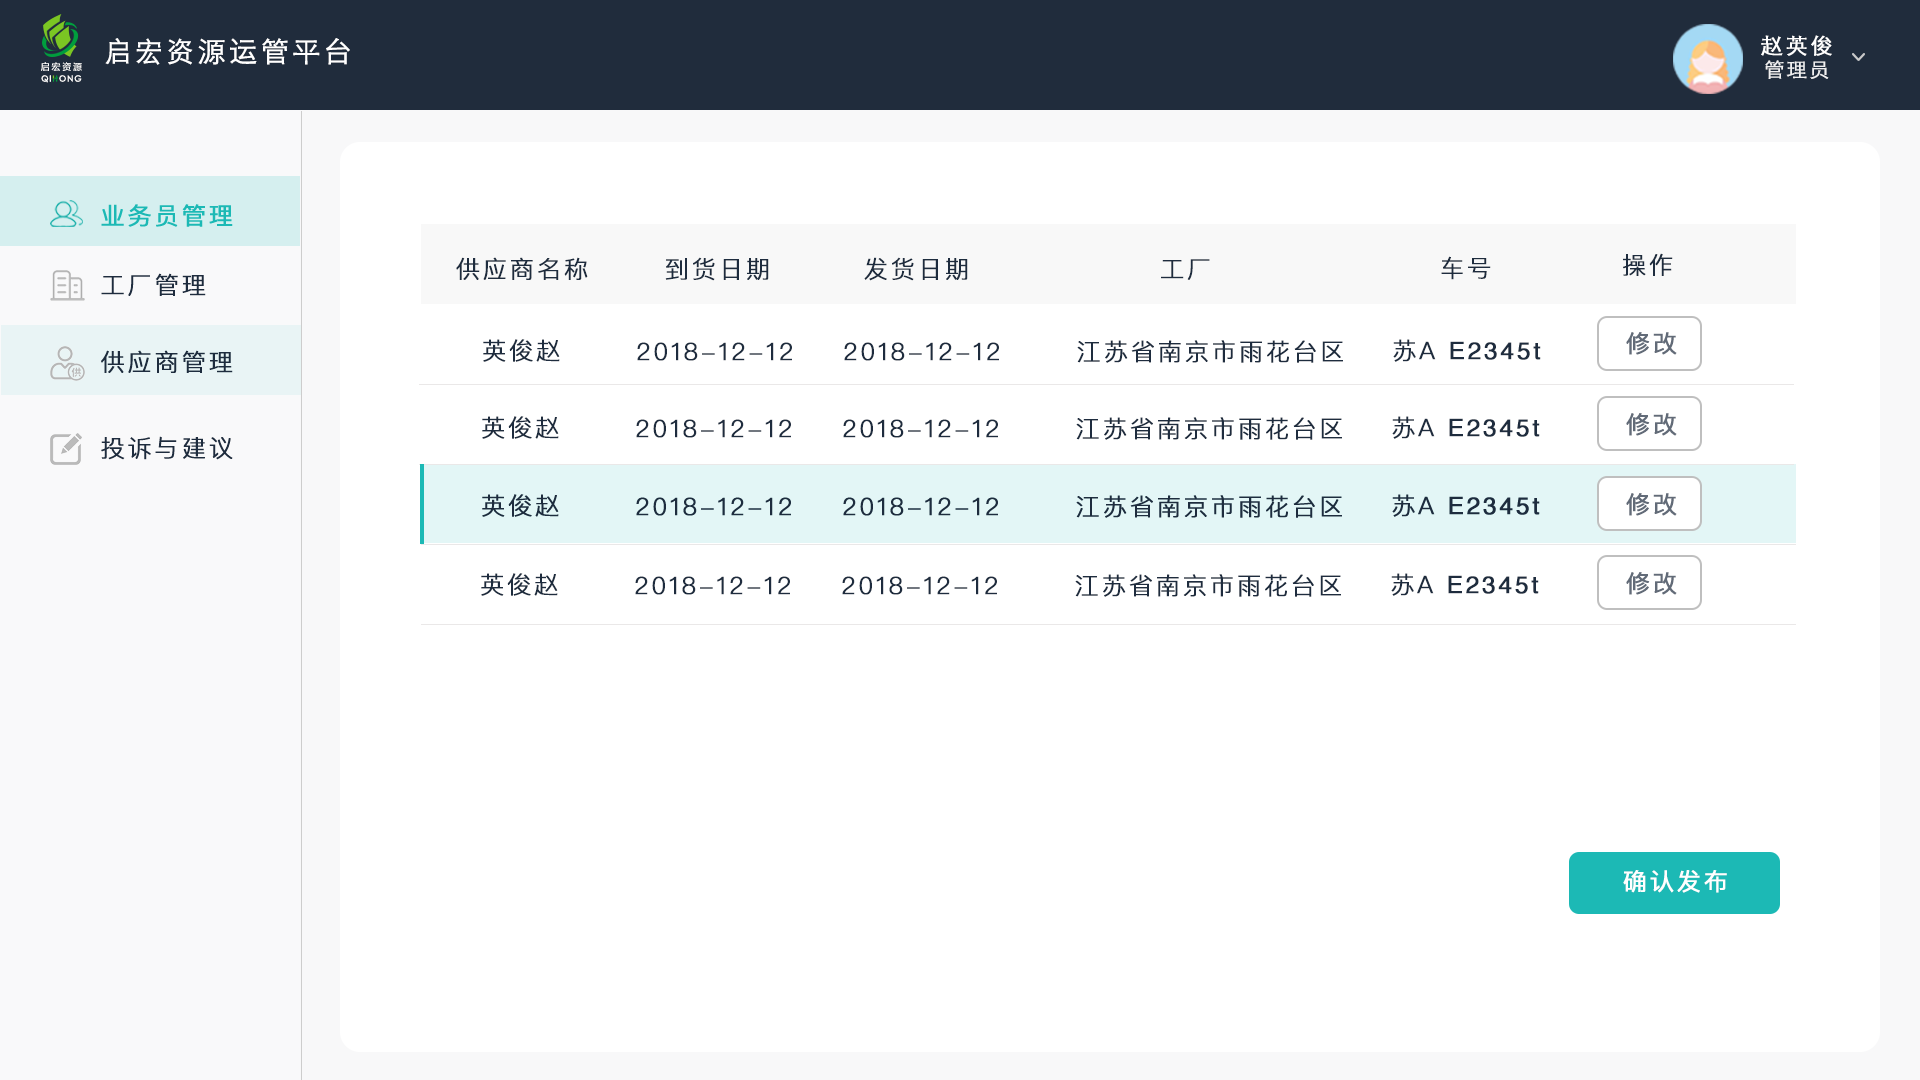 启宏资源
QIHONG
启宏资源运管平台
赵英俊
管理员
业务员管理
工厂管理
供应商管理
供
投诉与建议
供应商名称 到货日期 发货日期 工厂 车号 操作
英俊赵 2018-12-12 2018-12-12 江苏省南京市雨花台区 苏A E2345t 修改
英俊赵 2018-12-12 2018-12-12 江苏省南京市雨花台区 苏A E2345t 修改
英俊赵 2018-12-12 2018-12-12 江苏省南京市雨花台区 苏A E2345t 修改
英俊赵 2018-12-12 2018-12-12 江苏省南京市雨花台区 苏A E2345t 修改
确认发布